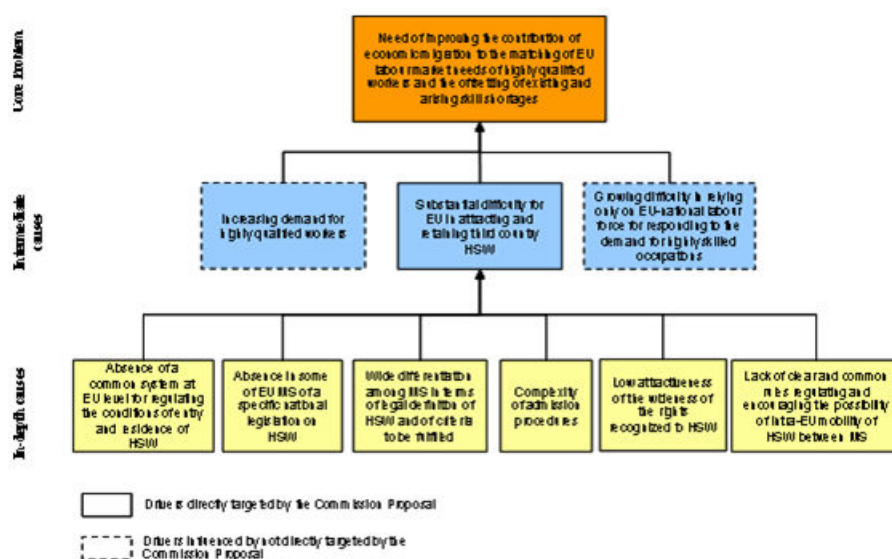 Core Problem
Need of improving the contribution of
economic migration to the matching of EU
labour market needs of highly qualified
workers and the offsetting of existing and
arising skill shortages
Intermediate
causes
Increasing demand for
highly qualified workers
Substantial difficulty for
EU in attracting and
retaining third country
HSW
Growing difficulty in relying
only on EU-national labour
force for responding to the
demand for highly skilled
occupations
In-depth causes
Absence of a
common system at
EU level for regulating
the conditions of entry
and residence of
HSW
Absence in some
of EU MS of a
specific national
legislation on
HSW
Wide differentiation
among MS in terms
of legal definition of
HSW and of criteria
to be fulfilled
Complexity
of admission
procedures
Low attractiveness
of the wideness of
the rights
recognized to HSW
Lack of clear and common
rules regulating and
encouraging the possibility
of intra-EU mobility of
HSW between MS
Drivers directly targeted by the Commission Proposal
Drivers influenced by not directly targeted by the
Commission Proposal